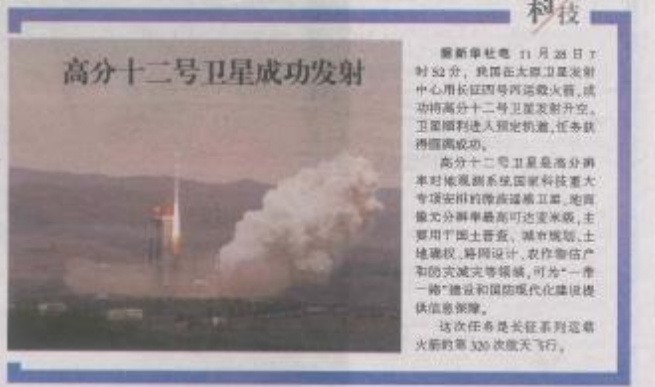 科技
高分十二号卫星成功发射
据新华社电 11月28日7
时52分，我国在太原卫星发射
中心用长征四号丙运载火箭，成
功将高分十二号卫星发射升空。
卫星顺利进入预定轨道，任务获
得圆满成功。
高分十二号卫星是高分辨
率对地观测系统国家科技重大
专项安排的微波遥感卫星，地面
像元分辨率最高可达亚米级，主
要用于国土普查、城市规划、土
地确权、路网设计、农作物估产
和防灾减灾等领域，可为“一带
一路”建设和国防现代化建设提
供信息保障。
这次任务是长征系列运载
火箭的第320次航天飞行。